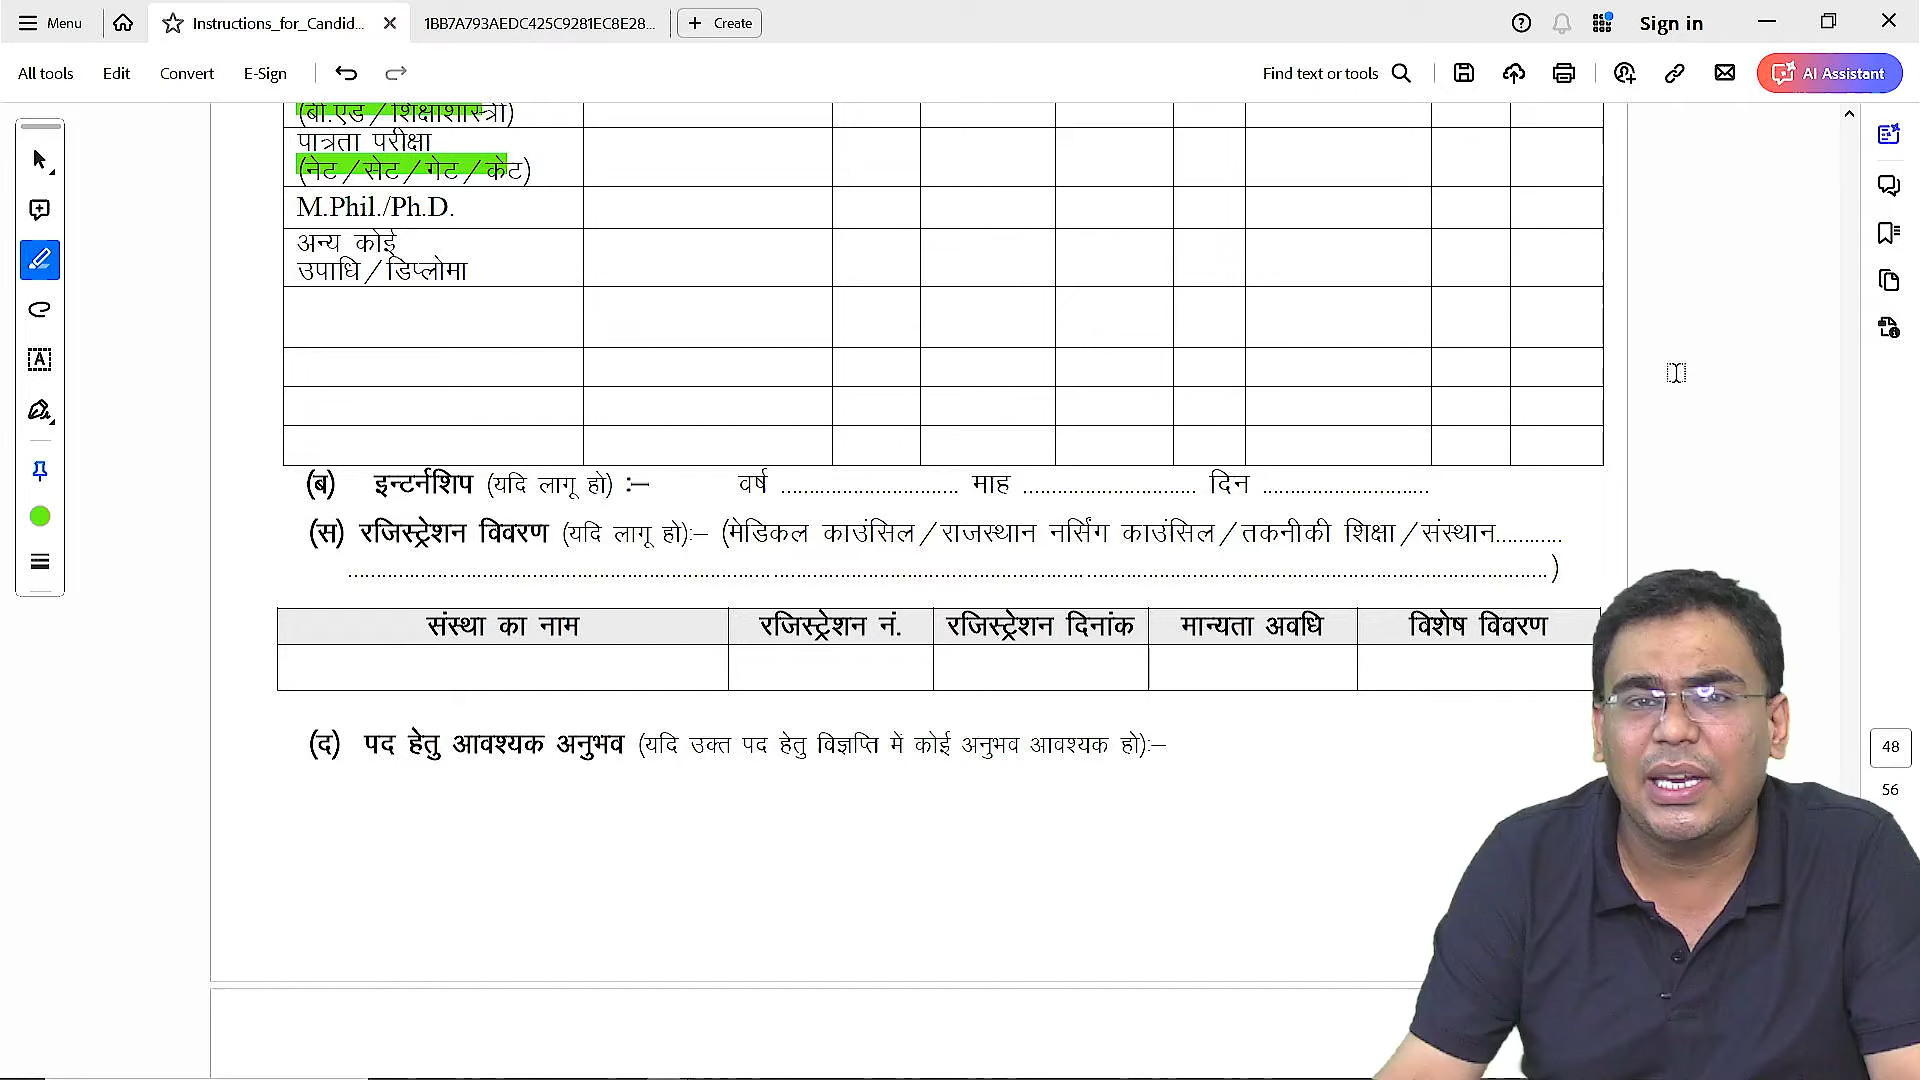 Menu
Instructions_for_Candid...
1BB7A793AEDC425C9281EC8E28...
Create
Sign in
All tools
Edit
Convert
E-Sign
Find text or tools
AI Assistant
(बी.एड / शिक्षाशास्त्री)
पात्रता परीक्षा
(नेट / सेट / गेट / केट)
M.Phil./Ph.D.
अन्य कोई
उपाधि / डिप्लोमा
(ब) इन्टर्नशिप (यदि लागू हो) :– वर्ष .............................. माह .............................. दिन ..............................
(स) रजिस्ट्रेशन विवरण (यदि लागू हो):– (मेडिकल काउंसिल / राजस्थान नर्सिंग काउंसिल / तकनीकी शिक्षा / संस्थान............
..............................................................................................................)
संस्था का नाम रजिस्ट्रेशन नं. रजिस्ट्रेशन दिनांक मान्यता अवधि विशेष विवरण
(द) पद हेतु आवश्यक अनुभव (यदि उक्त पद हेतु विज्ञप्ति में कोई अनुभव आवश्यक हो):–
48
56